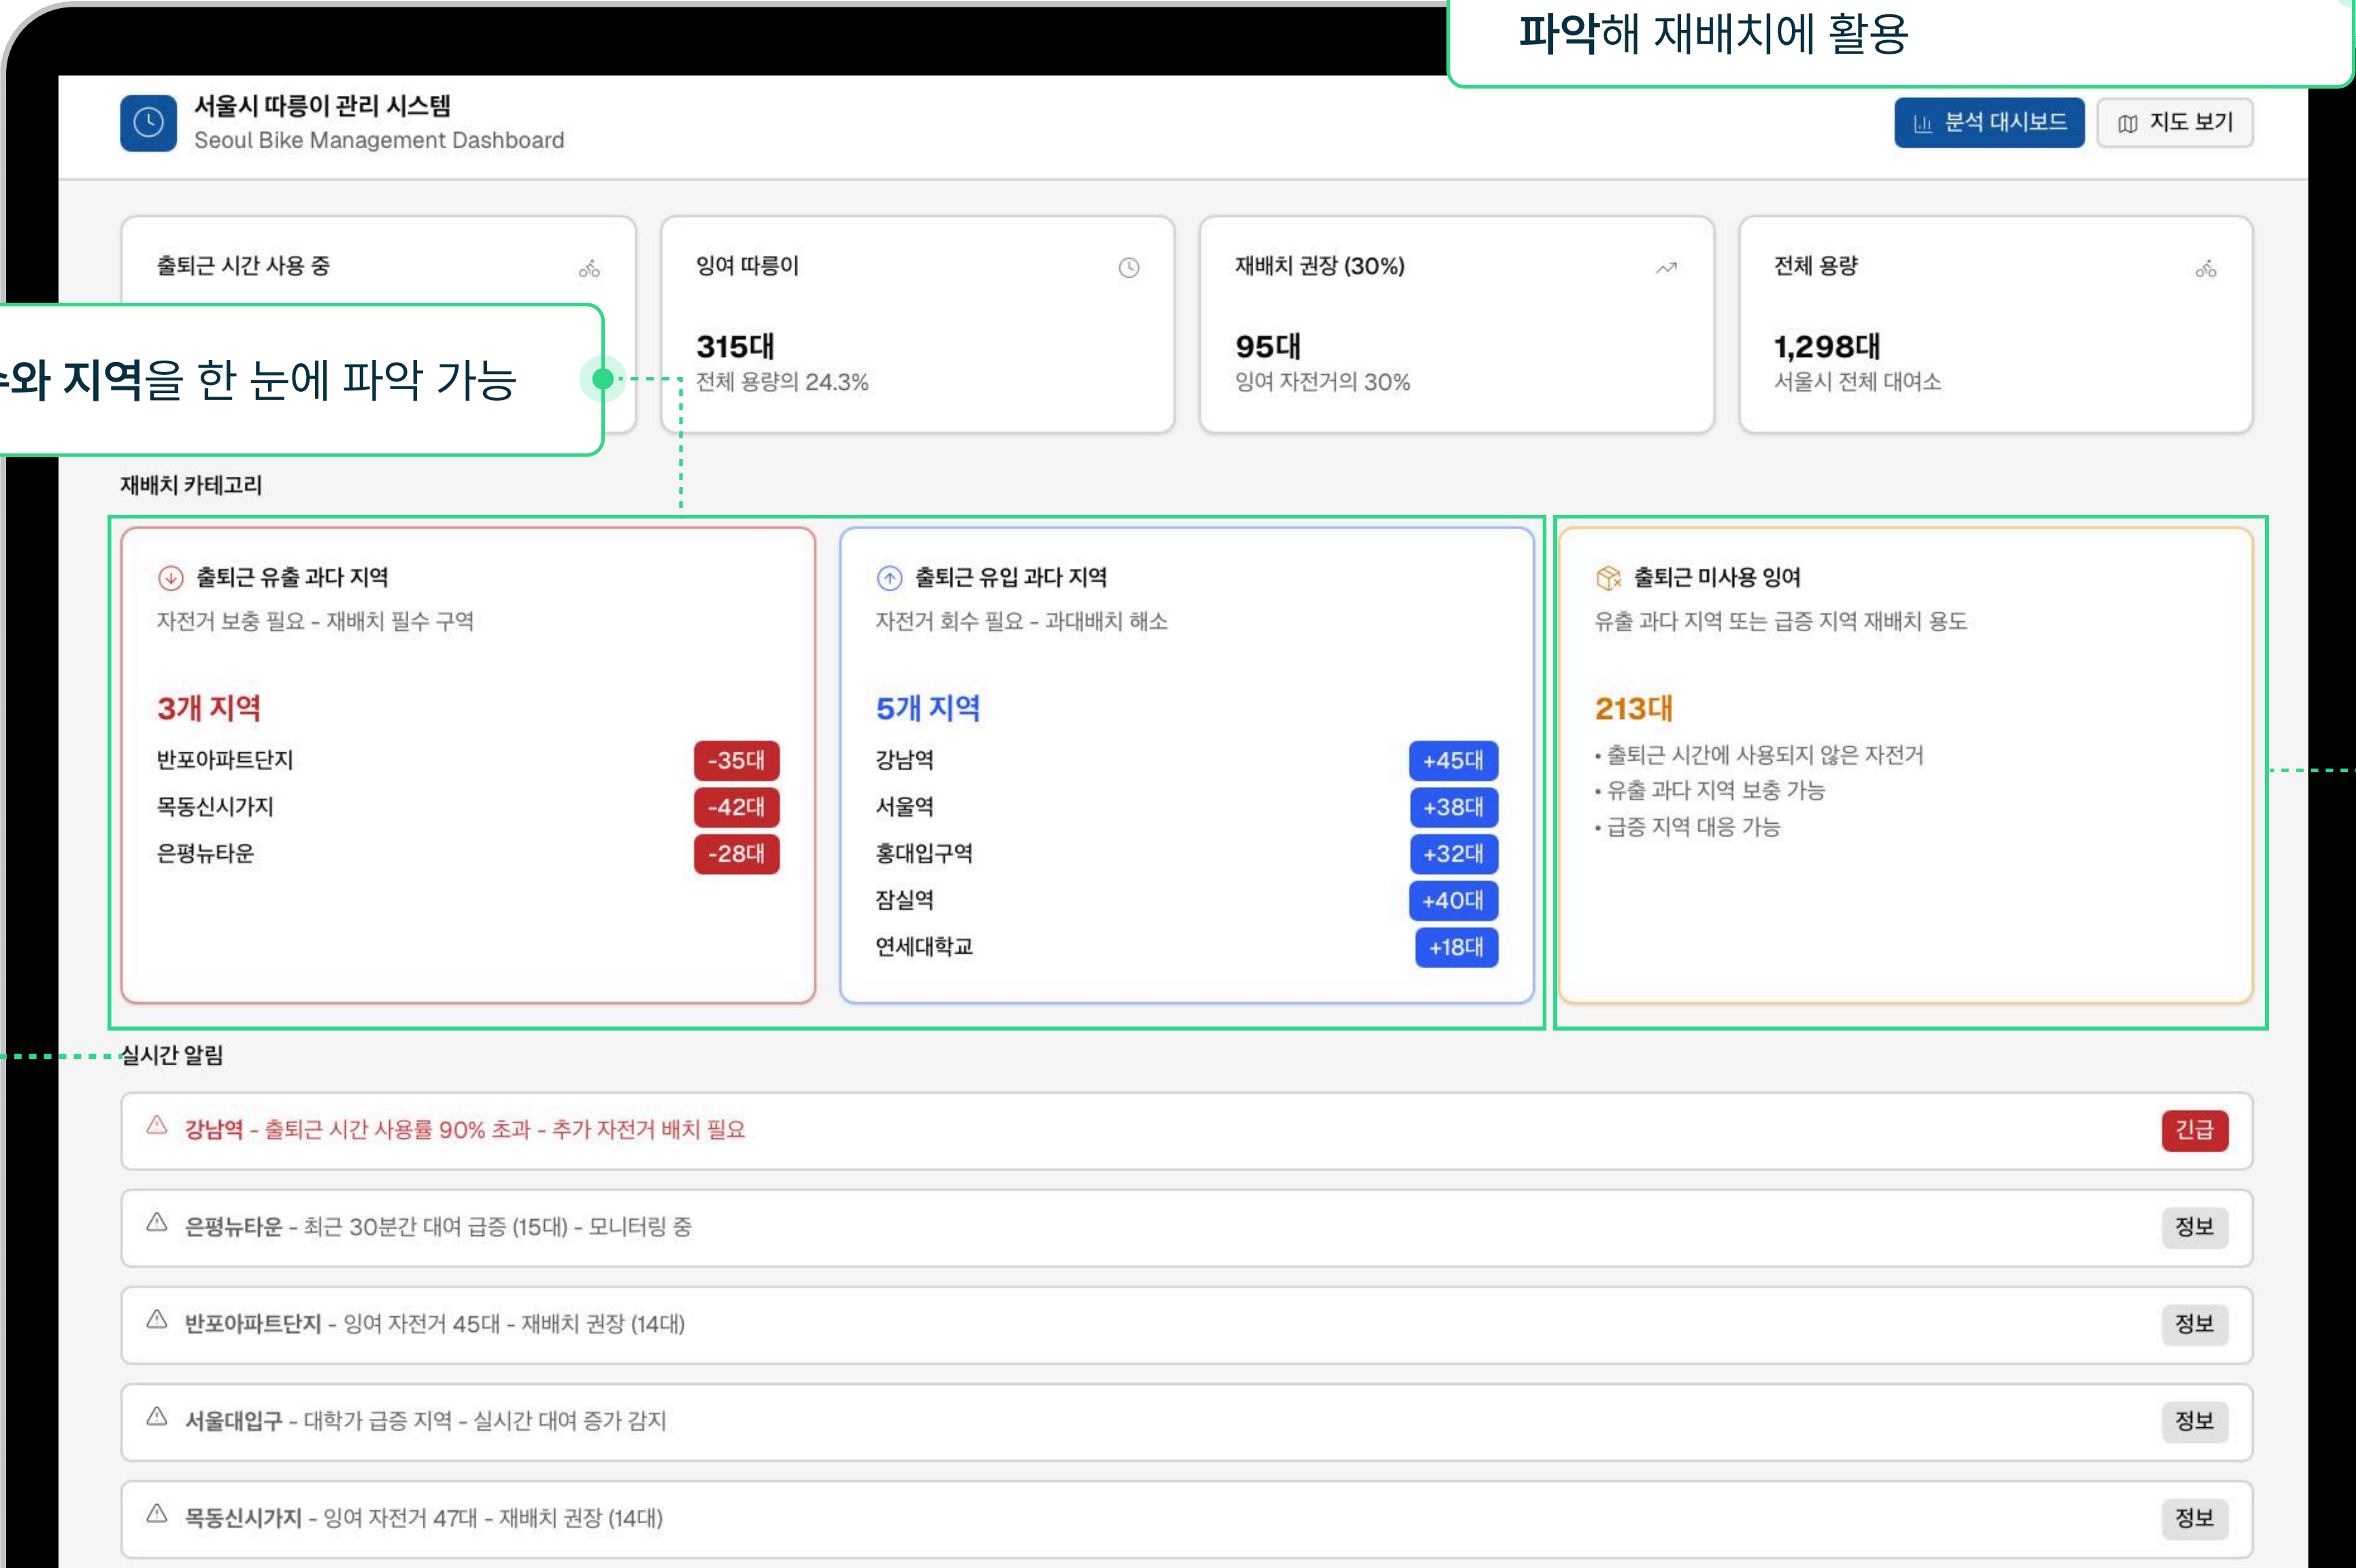 파악해 재배치에 활용
서울시 따릉이 관리 시스템
Seoul Bike Management Dashboard
분석 대시보드
지도 보기
출퇴근 시간 사용 중
잉여 따릉이
315대
전체 용량의 24.3%
재배치 권장 (30%)
95대
잉여 자전거의 30%
전체 용량
1,298대
서울시 전체 대여소
와 지역을 한 눈에 파악 가능
재배치 카테고리
출퇴근 유출 과다 지역
자전거 보충 필요 - 재배치 필수 구역
3개 지역
반포아파트단지 -35대
목동신시가지 -42대
은평뉴타운 -28대
출퇴근 유입 과다 지역
자전거 회수 필요 - 과대배치 해소
5개 지역
강남역 +45대
서울역 +38대
홍대입구역 +32대
잠실역 +40대
연세대학교 +18대
출퇴근 미사용 잉여
유출 과다 지역 또는 급증 지역 재배치 용도
213대
• 출퇴근 시간에 사용되지 않은 자전거
• 유출 과다 지역 보충 가능
• 급증 지역 대응 가능
실시간 알림
강남역 - 출퇴근 시간 사용률 90% 초과 - 추가 자전거 배치 필요 긴급
은평뉴타운 - 최근 30분간 대여 급증 (15대) - 모니터링 중 정보
반포아파트단지 - 잉여 자전거 45대 - 재배치 권장 (14대) 정보
서울대입구 - 대학가 급증 지역 - 실시간 대여 증가 감지 정보
목동신시가지 - 잉여 자전거 47대 - 재배치 권장 (14대) 정보